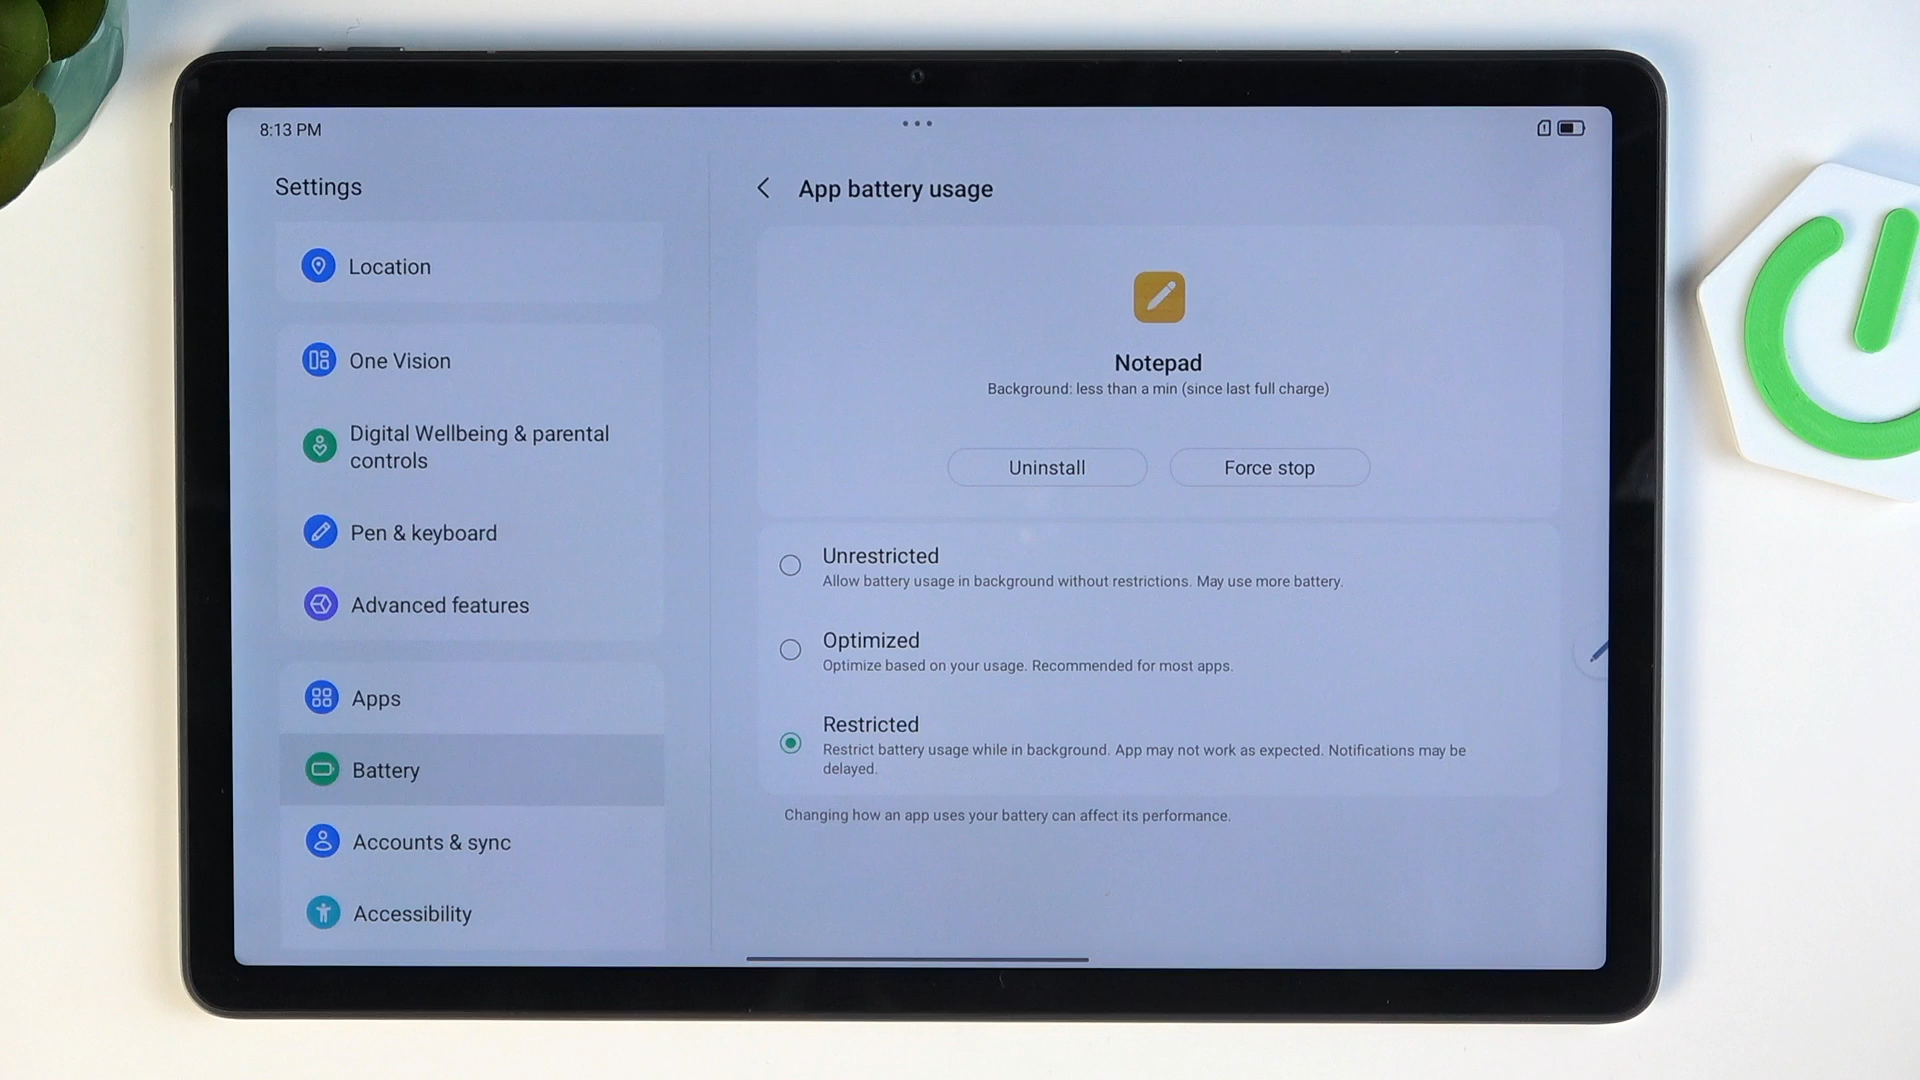 8:13 PM
Settings
Location
One Vision
Digital Wellbeing & parental
controls
Pen & keyboard
Advanced features
Apps
Battery
Accounts & sync
Accessibility
App battery usage
Notepad
Background: less than a min (since last full charge)
Uninstall
Force stop
Unrestricted
Allow battery usage in background without restrictions. May use more battery.
Optimized
Optimize based on your usage. Recommended for most apps.
Restricted
Restrict battery usage while in background. App may not work as expected. Notifications may be
delayed.
Changing how an app uses your battery can affect its performance.